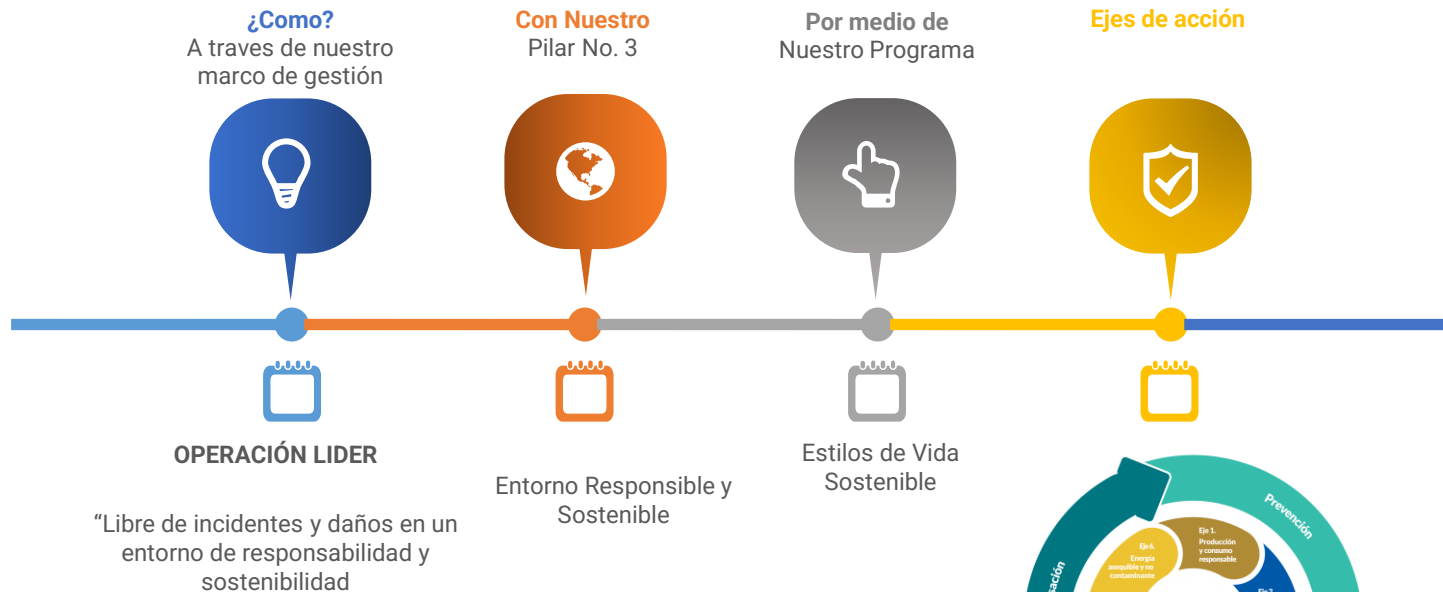 ¿Como?
A traves de nuestro
marco de gestión
Con Nuestro
Pilar No. 3
Por medio de
Nuestro Programa
Ejes de acción
OPERACIÓN LIDER
“Libre de incidentes y daños en un
entorno de responsabilidad y
sostenibilidad
Entorno Responsible y
Sostenible
Estilos de Vida
Sostenible
Prevención
Eje 1.
Producción
y consumo
responsable
Eje 6.
Energía
asequible y no
contaminante